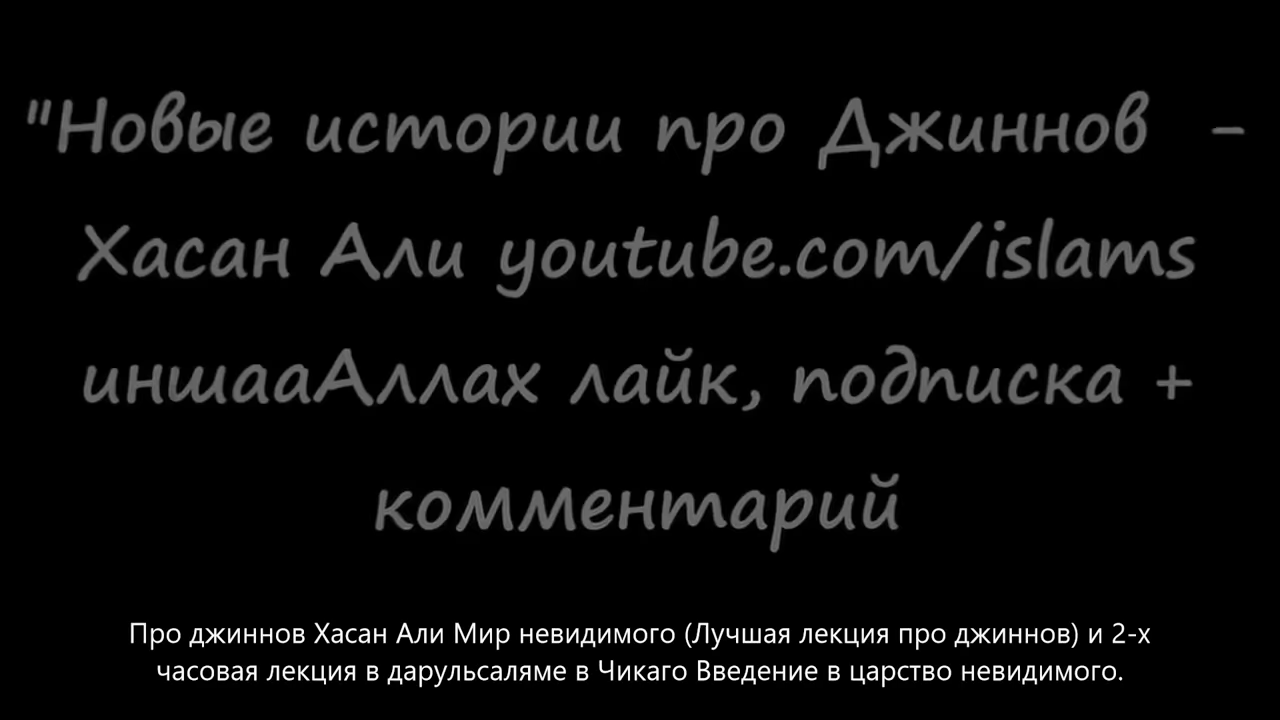 "Новые истории про Джиннов -
Хасан Али youtube.com/islams
иншааАллах лайк, подписка +
комментарий
Про джиннов Хасан Али Мир невидимого (Лучшая лекция про джиннов) и 2-х
часовая лекция в дарульсаляме в Чикаго Введение в царство невидимого.